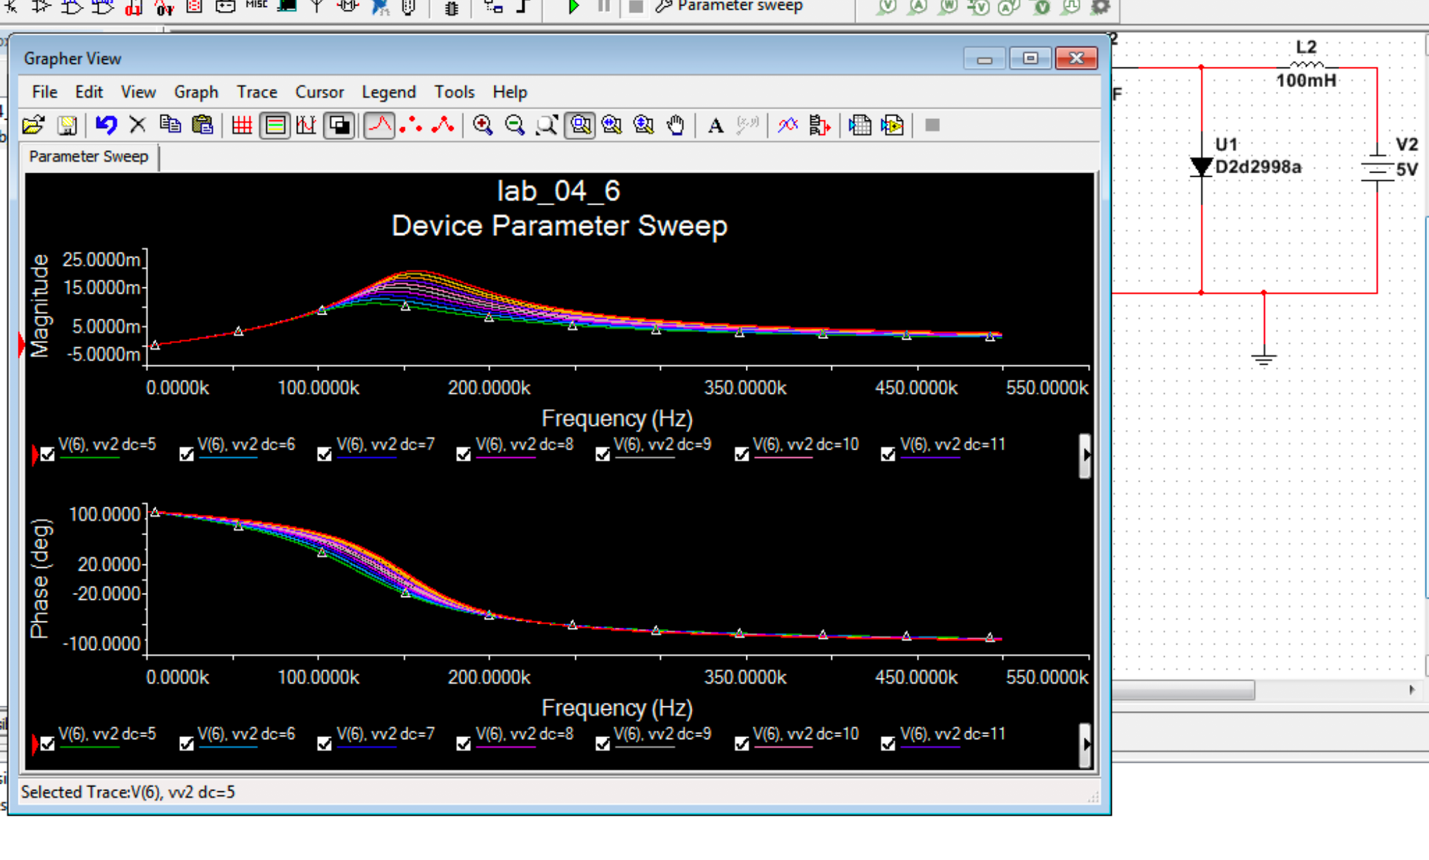 MISC
Parameter sweep
Grapher View
File Edit View Graph Trace Cursor Legend Tools Help
A
Parameter Sweep
lab_04_6
Device Parameter Sweep
Magnitude
25.0000m
15.0000m
5.0000m
-5.0000m
0.0000k 100.0000k 200.0000k 350.0000k 450.0000k 550.0000k
Frequency (Hz)
V(6), vv2 dc=5 V(6), vv2 dc=6 V(6), vv2 dc=7 V(6), vv2 dc=8 V(6), vv2 dc=9 V(6), vv2 dc=10 V(6), vv2 dc=11
Phase (deg)
100.0000
20.0000
-20.0000
-100.0000
0.0000k 100.0000k 200.0000k 350.0000k 450.0000k 550.0000k
Frequency (Hz)
V(6), vv2 dc=5 V(6), vv2 dc=6 V(6), vv2 dc=7 V(6), vv2 dc=8 V(6), vv2 dc=9 V(6), vv2 dc=10 V(6), vv2 dc=11
Selected Trace:V(6), vv2 dc=5
2
F
L2
100mH
U1
D2d2998a
V2
5V